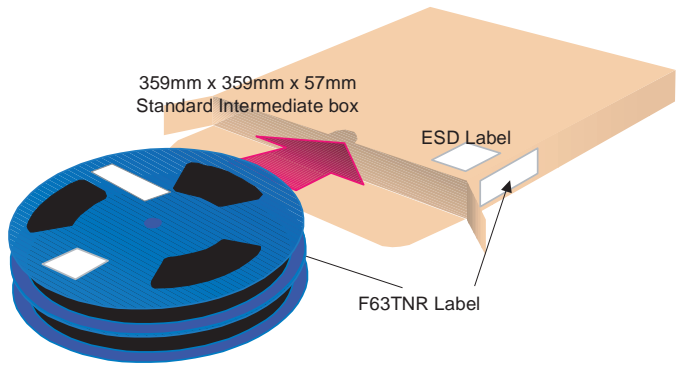 359mm x 359mm x 57mm
Standard Intermediate box
ESD Label
F63TNR Label